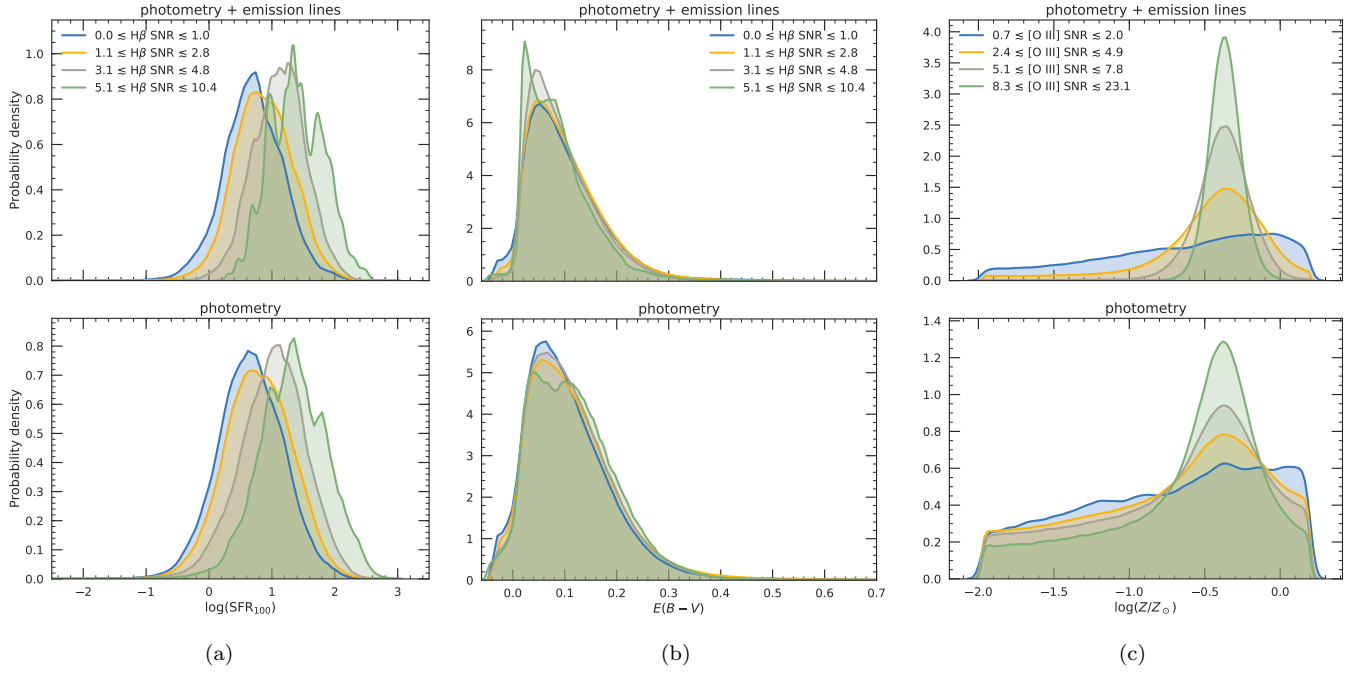 photometry + emission lines
0.0 ≲ Hβ SNR ≲ 1.0
1.1 ≲ Hβ SNR ≲ 2.8
3.1 ≲ Hβ SNR ≲ 4.8
5.1 ≲ Hβ SNR ≲ 10.4
Probability density
1.0
0.8
0.6
0.4
0.2
0.0
photometry
Probability density
0.8
0.7
0.6
0.5
0.4
0.3
0.2
0.1
0.0
−2 −1 0 1 2 3
log(SFR₁₀₀)
(a)
photometry + emission lines
0.0 ≲ Hβ SNR ≲ 1.0
1.1 ≲ Hβ SNR ≲ 2.8
3.1 ≲ Hβ SNR ≲ 4.8
5.1 ≲ Hβ SNR ≲ 10.4
8
6
4
2
0
photometry
6
5
4
3
2
1
0
0.0 0.1 0.2 0.3 0.4 0.5 0.6 0.7
E(B − V)
(b)
photometry + emission lines
0.7 ≲ [O III] SNR ≲ 2.0
2.4 ≲ [O III] SNR ≲ 4.9
5.1 ≲ [O III] SNR ≲ 7.8
8.3 ≲ [O III] SNR ≲ 23.1
4.0
3.5
3.0
2.5
2.0
1.5
1.0
0.5
0.0
photometry
1.4
1.2
1.0
0.8
0.6
0.4
0.2
0.0
−2.0 −1.5 −1.0 −0.5 0.0
log(Z/Z⊙)
(c)